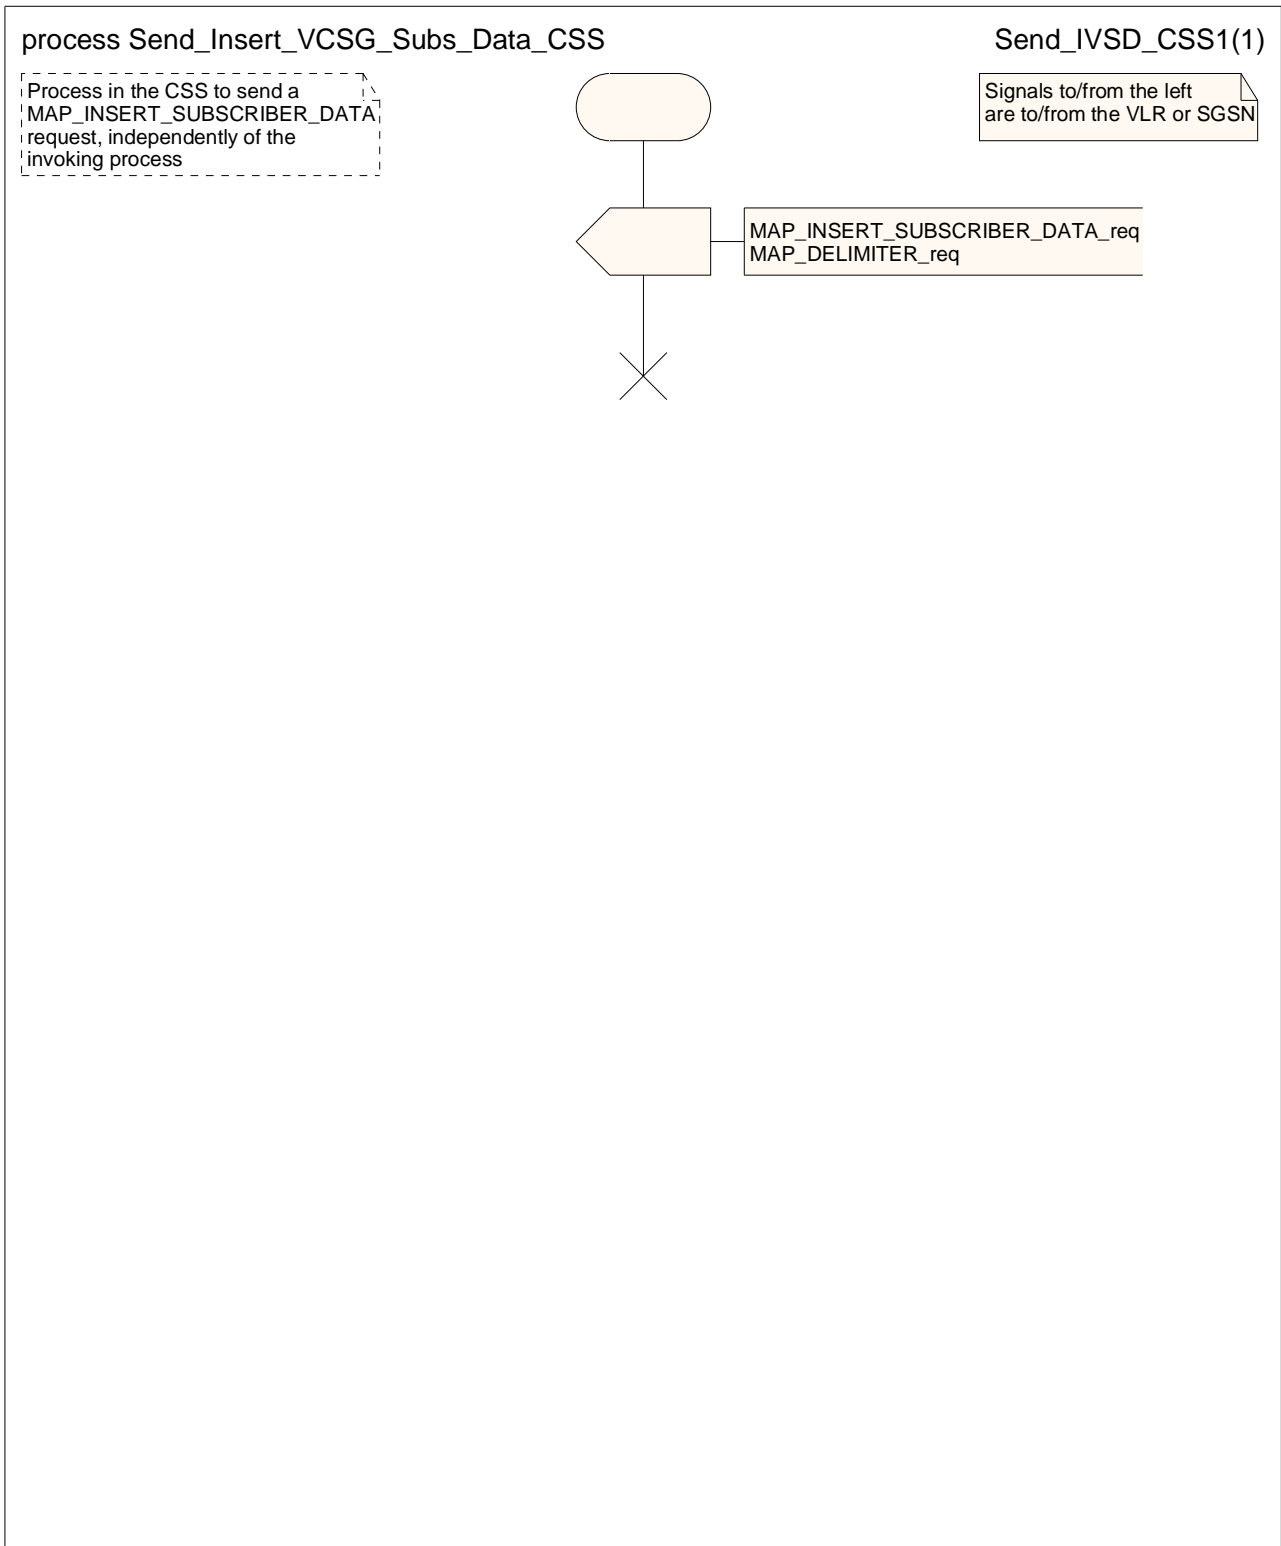 process Send_Insert_VCSG_Subs_Data_CSS
Send_IVSD_CSS1(1)
Process in the CSS to send a
MAP_INSERT_SUBSCRIBER_DATA
request, independently of the
invoking process
Signals to/from the left
are to/from the VLR or SGSN
MAP_INSERT_SUBSCRIBER_DATA_req
MAP_DELIMITER_req